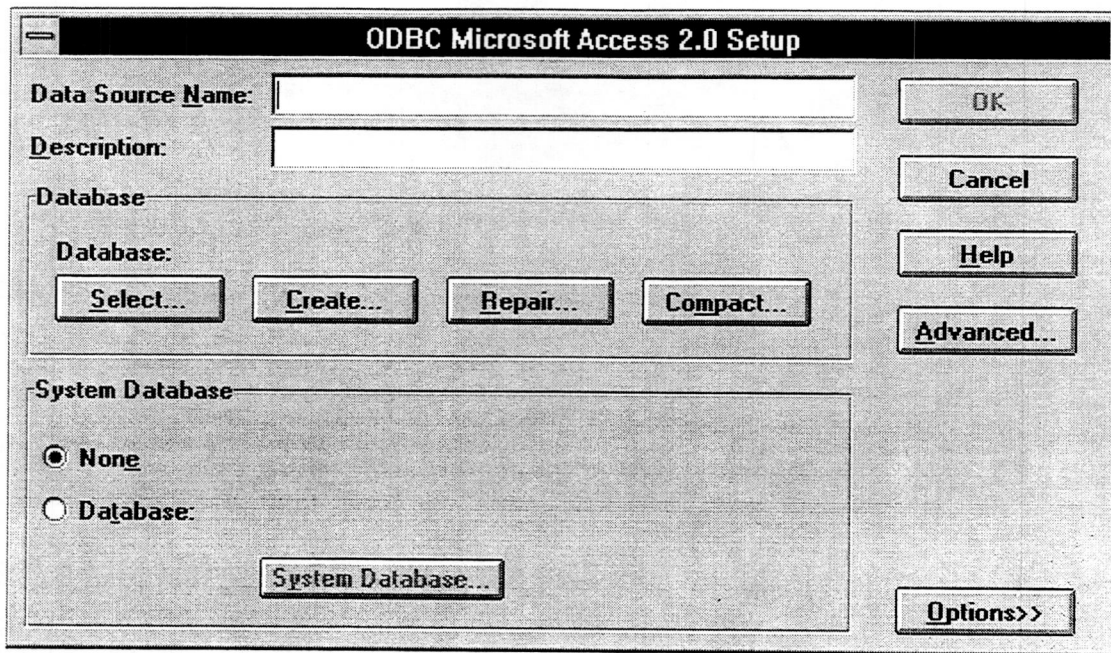 ODBC Microsoft Access 2.0 Setup
Data Source Name:
OK
Description:
Cancel
Database
Help
Database:
Select...
Create...
Repair...
Compact...
Advanced...
System Database
None
Database:
System Database...
Options>>